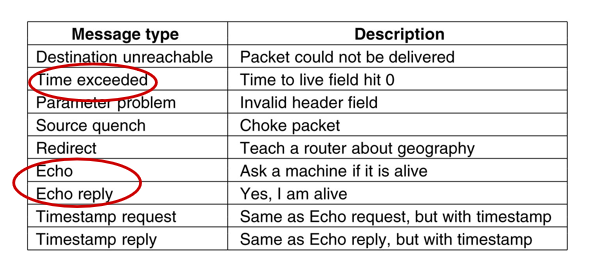 Message type Description
Destination unreachable Packet could not be delivered
Time exceeded Time to live field hit 0
Parameter problem Invalid header field
Source quench Choke packet
Redirect Teach a router about geography
Echo Ask a machine if it is alive
Echo reply Yes, I am alive
Timestamp request Same as Echo request, but with timestamp
Timestamp reply Same as Echo reply, but with timestamp